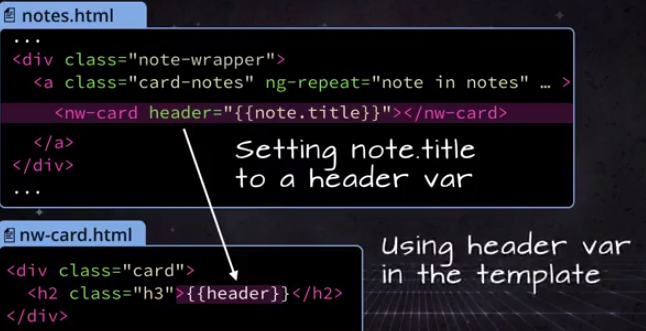 notes.html
...
<div class="note-wrapper">
<a class="card-notes" ng-repeat="note in notes" … >
<nw-card header="{{note.title}}"></nw-card>
</a>
</div>
...
Setting note.title
to a header var
nw-card.html
<div class="card">
<h2 class="h3">{{header}}</h2>
</div>
Using header var
in the template